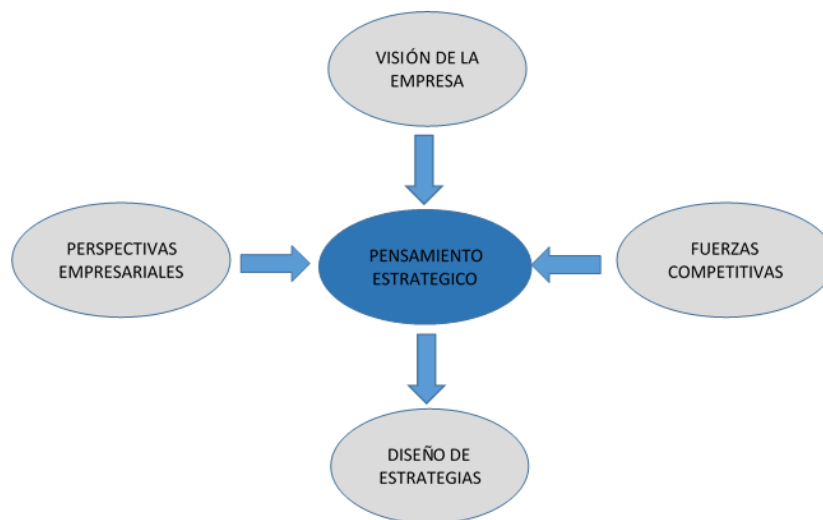 VISIÓN DE LA
EMPRESA
PERSPECTIVAS
EMPRESARIALES
PENSAMIENTO
ESTRATEGICO
FUERZAS
COMPETITIVAS
DISEÑO DE
ESTRATEGIAS